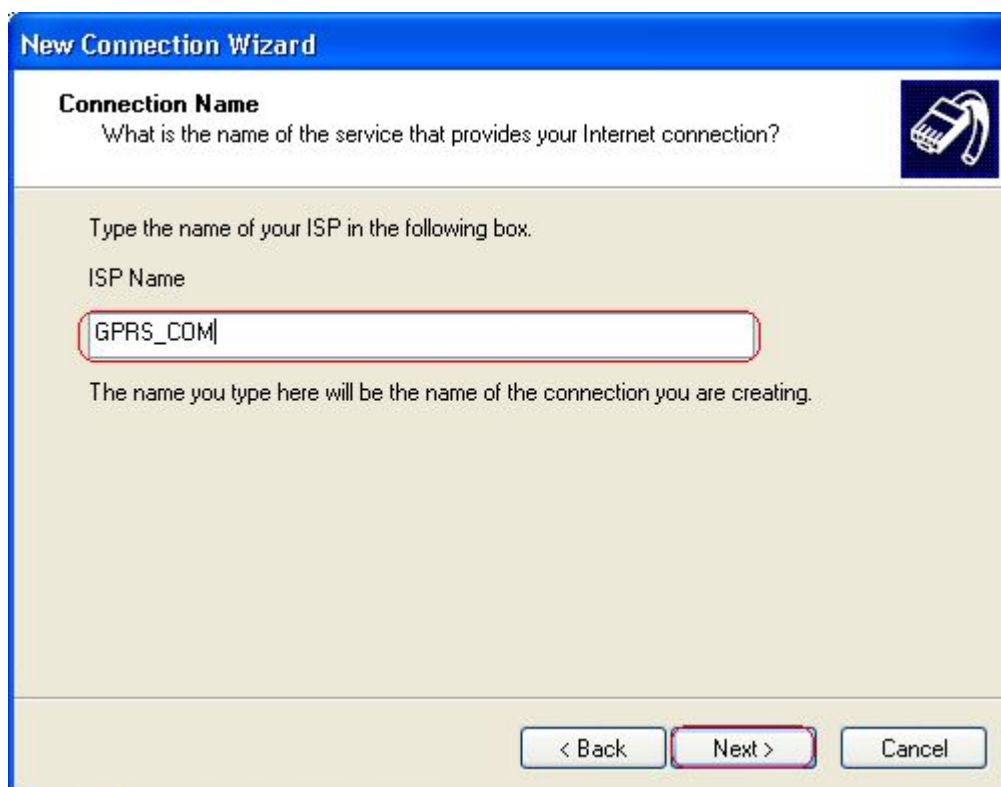 New Connection Wizard
Connection Name
What is the name of the service that provides your Internet connection?
Type the name of your ISP in the following box.
ISP Name
GPRS_COM
The name you type here will be the name of the connection you are creating.
< Back Next > Cancel